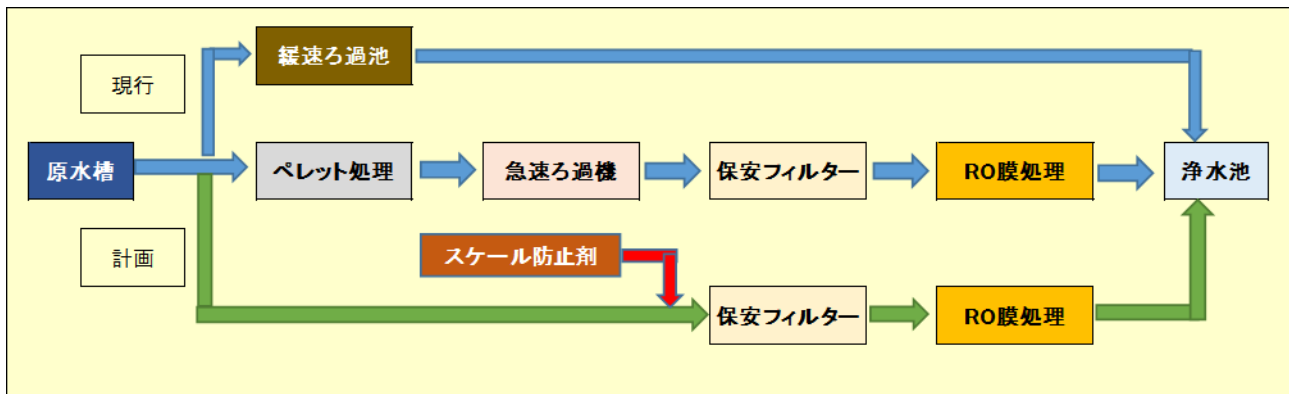 緩速ろ過池
現行
原水槽
ペレット処理
急速ろ過機
保安フィルター
RO膜処理
浄水池
計画
スケール防止剤
保安フィルター
RO膜処理